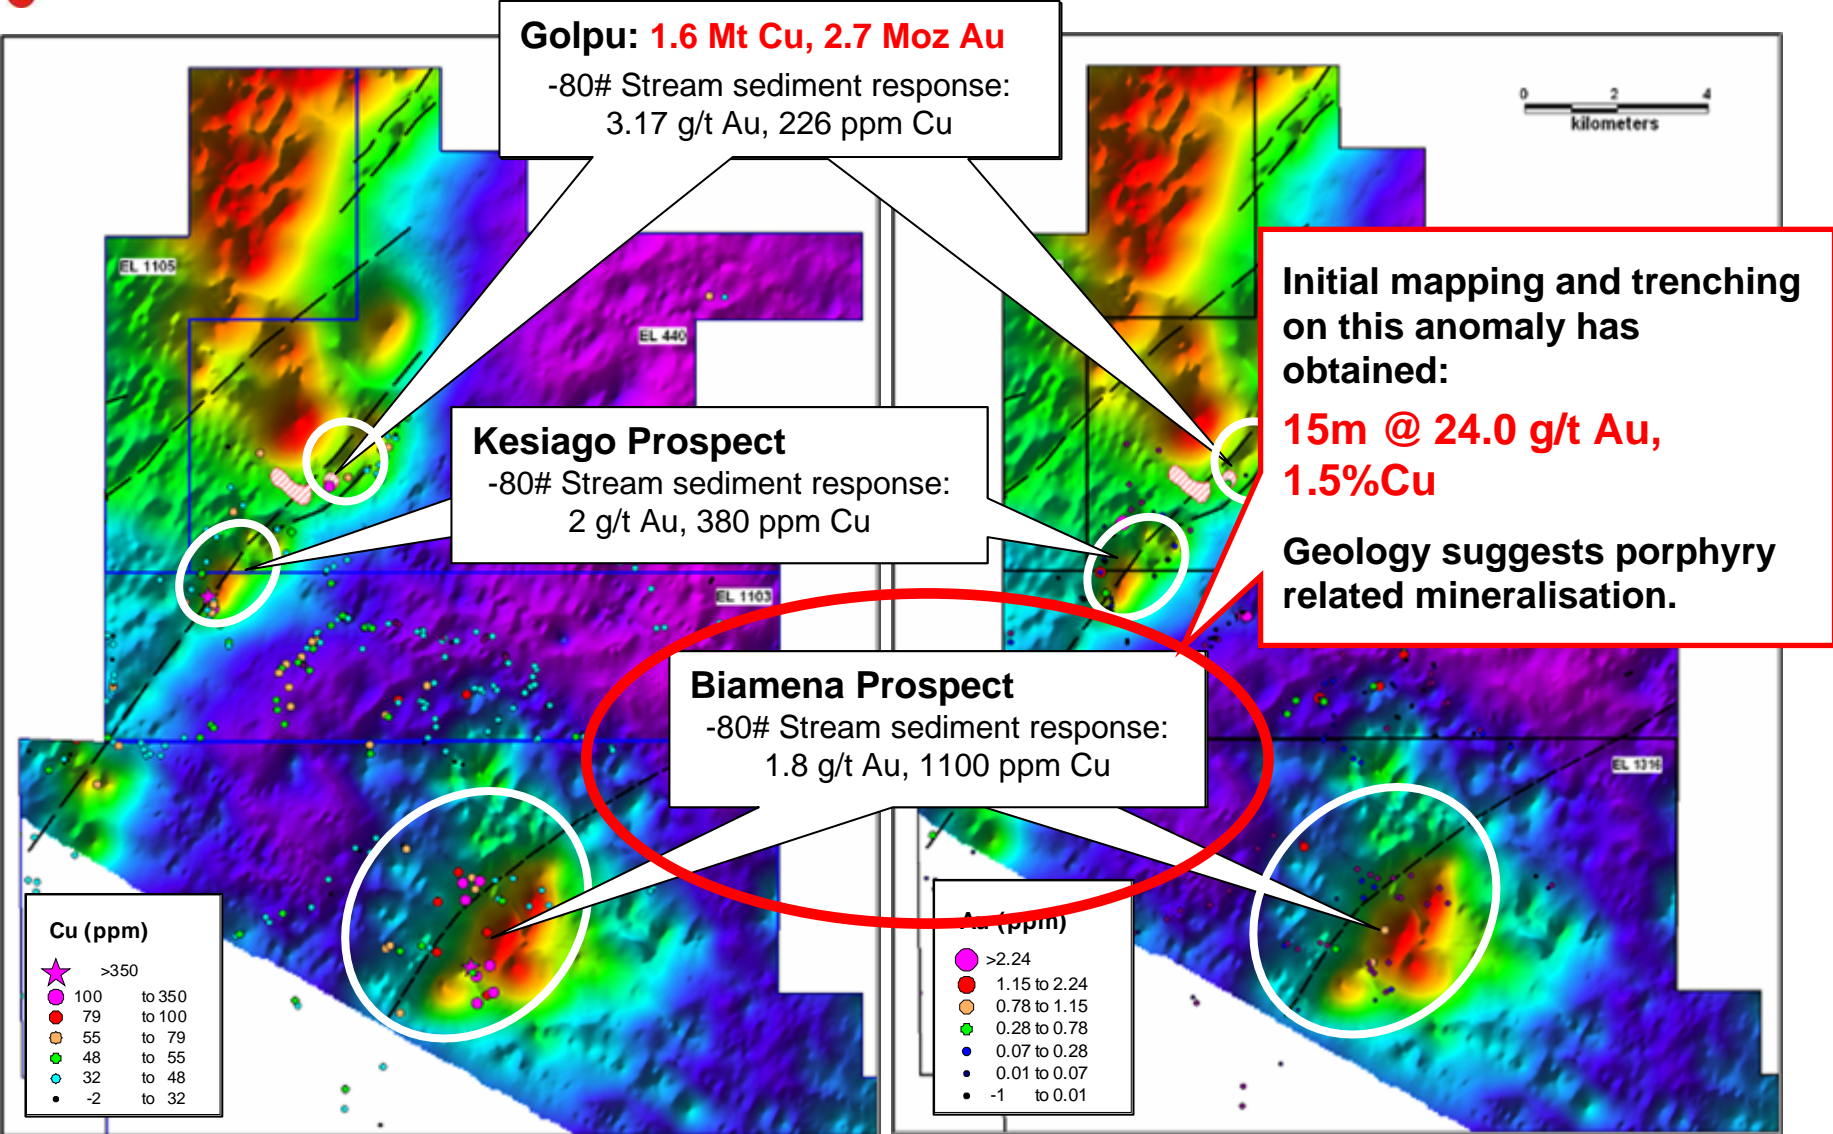 Golpu: 1.6 Mt Cu, 2.7 Moz Au
-80# Stream sediment response:
3.17 g/t Au, 226 ppm Cu
0 2 4
kilometers
EL 1105
EL 440
Initial mapping and trenching
on this anomaly has
obtained:
15m @ 24.0 g/t Au,
1.5%Cu
Geology suggests porphyry
related mineralisation.
Kesiago Prospect
-80# Stream sediment response:
2 g/t Au, 380 ppm Cu
EL 1103
Biamena Prospect
-80# Stream sediment response:
1.8 g/t Au, 1100 ppm Cu
EL 1316
Cu (ppm)
>350
100 to 350
79 to 100
55 to 79
48 to 55
32 to 48
-2 to 32
Au (ppm)
>2.24
1.15 to 2.24
0.78 to 1.15
0.28 to 0.78
0.07 to 0.28
0.01 to 0.07
-1 to 0.01